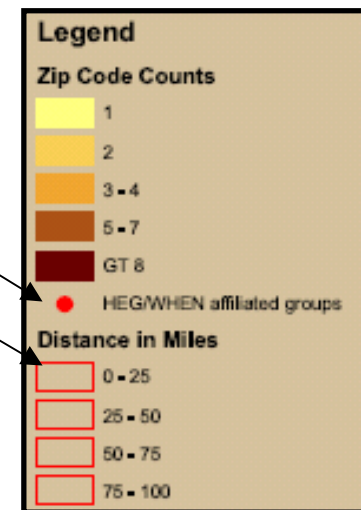 Legend
Zip Code Counts
1
2
3 - 4
5 - 7
GT 8
HEG/WHEN affiliated groups
Distance in Miles
0 - 25
25 - 50
50 - 75
75 - 100